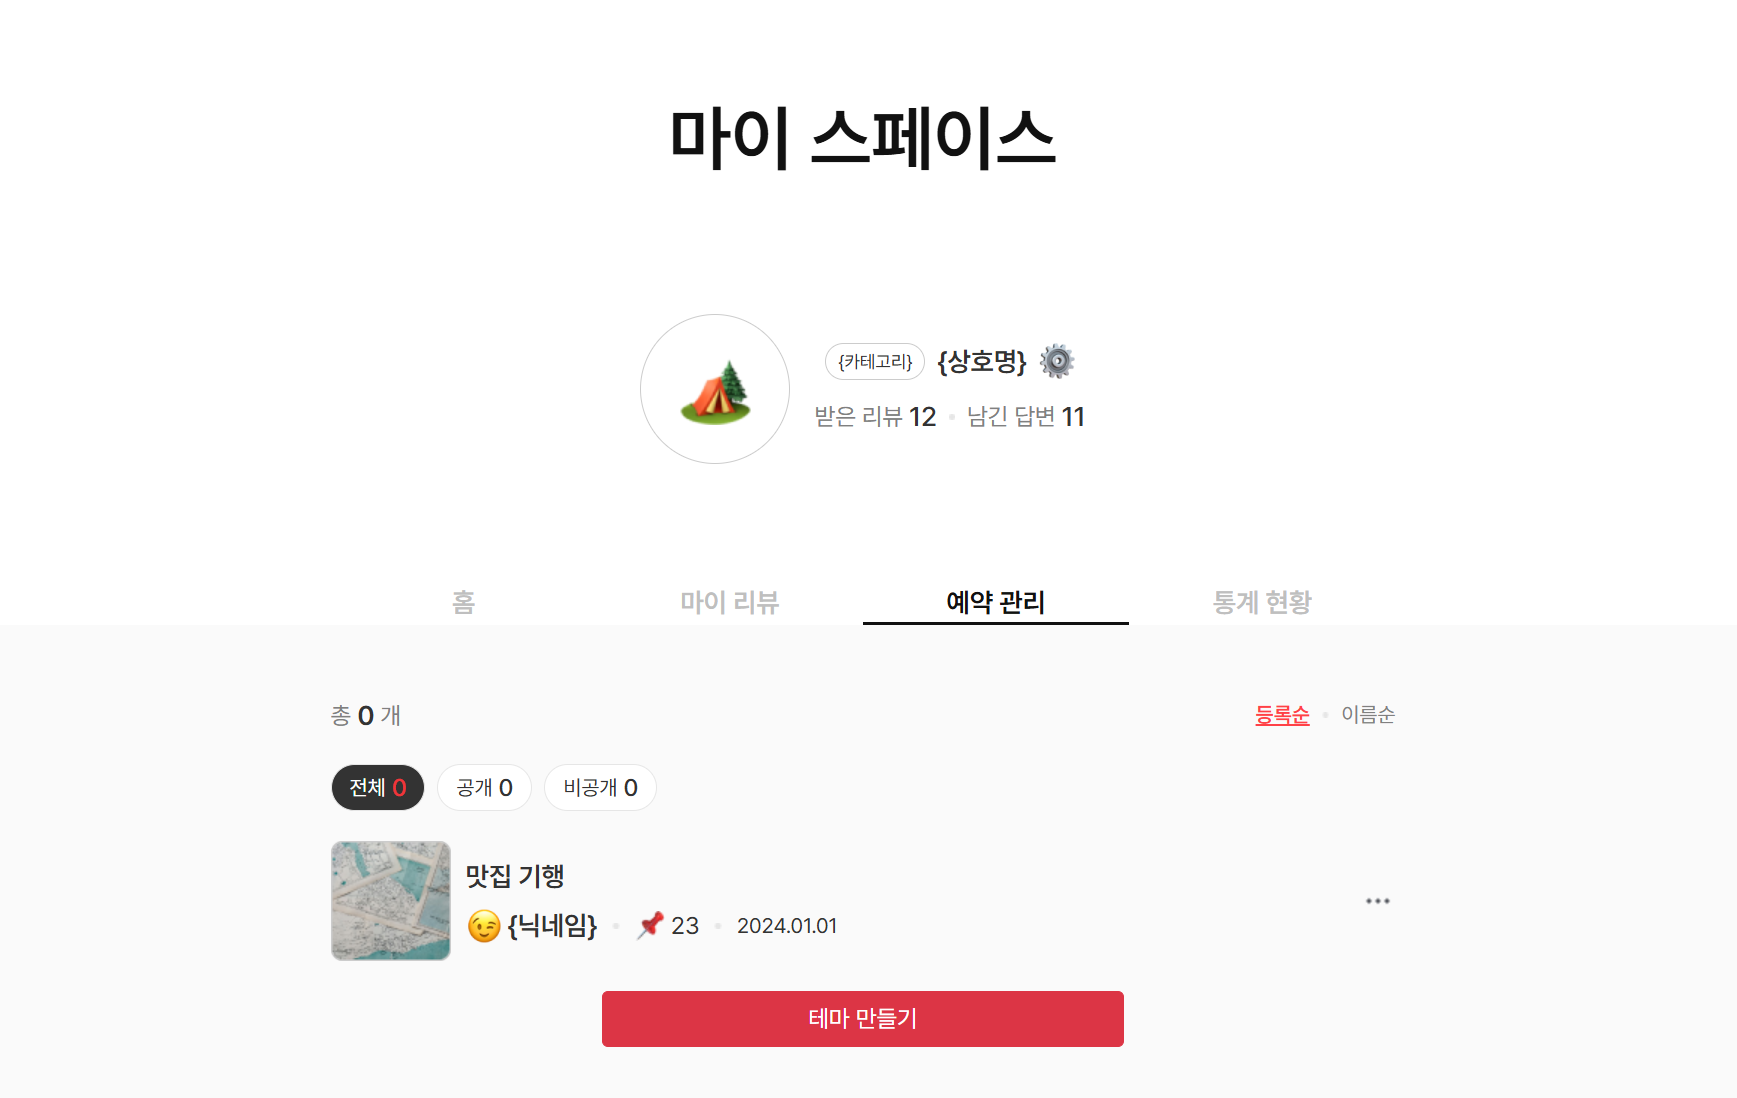 마이 스페이스
{카테고리} {상호명}
받은 리뷰 12 • 남긴 답변 11
홈 마이 리뷰 예약 관리 통계 현황
총 0 개 등록순 • 이름순
전체 0 공개 0 비공개 0
맛집 기행
{닉네임} • 23 • 2024.01.01
테마 만들기